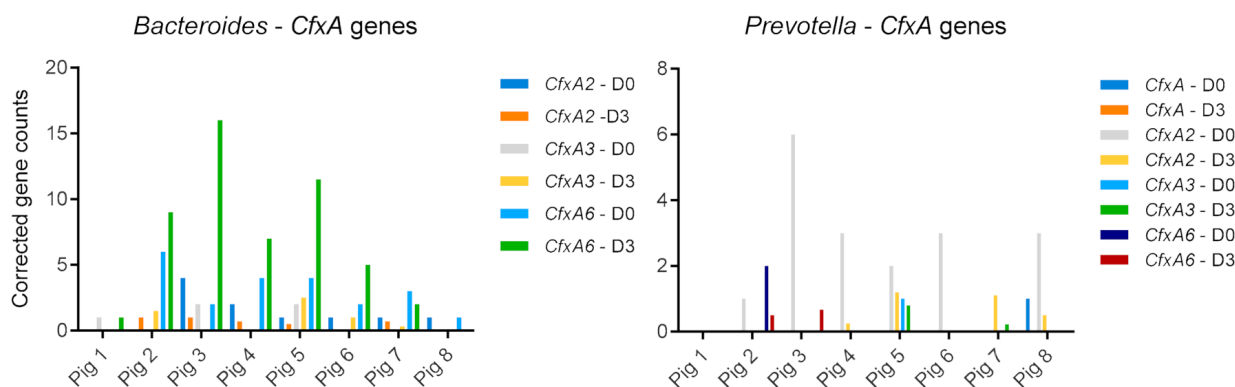 Bacteroides - CfxA genes
Corrected gene counts
20
15
10
5
0
Pig 1
Pig 2
Pig 3
Pig 4
Pig 5
Pig 6
Pig 7
Pig 8
CfxA2 - D0
CfxA2 -D3
CfxA3 - D0
CfxA3 - D3
CfxA6 - D0
CfxA6 - D3
Prevotella - CfxA genes
8
6
4
2
0
Pig 1
Pig 2
Pig 3
Pig 4
Pig 5
Pig 6
Pig 7
Pig 8
CfxA - D0
CfxA - D3
CfxA2 - D0
CfxA2 - D3
CfxA3 - D0
CfxA3 - D3
CfxA6 - D0
CfxA6 - D3